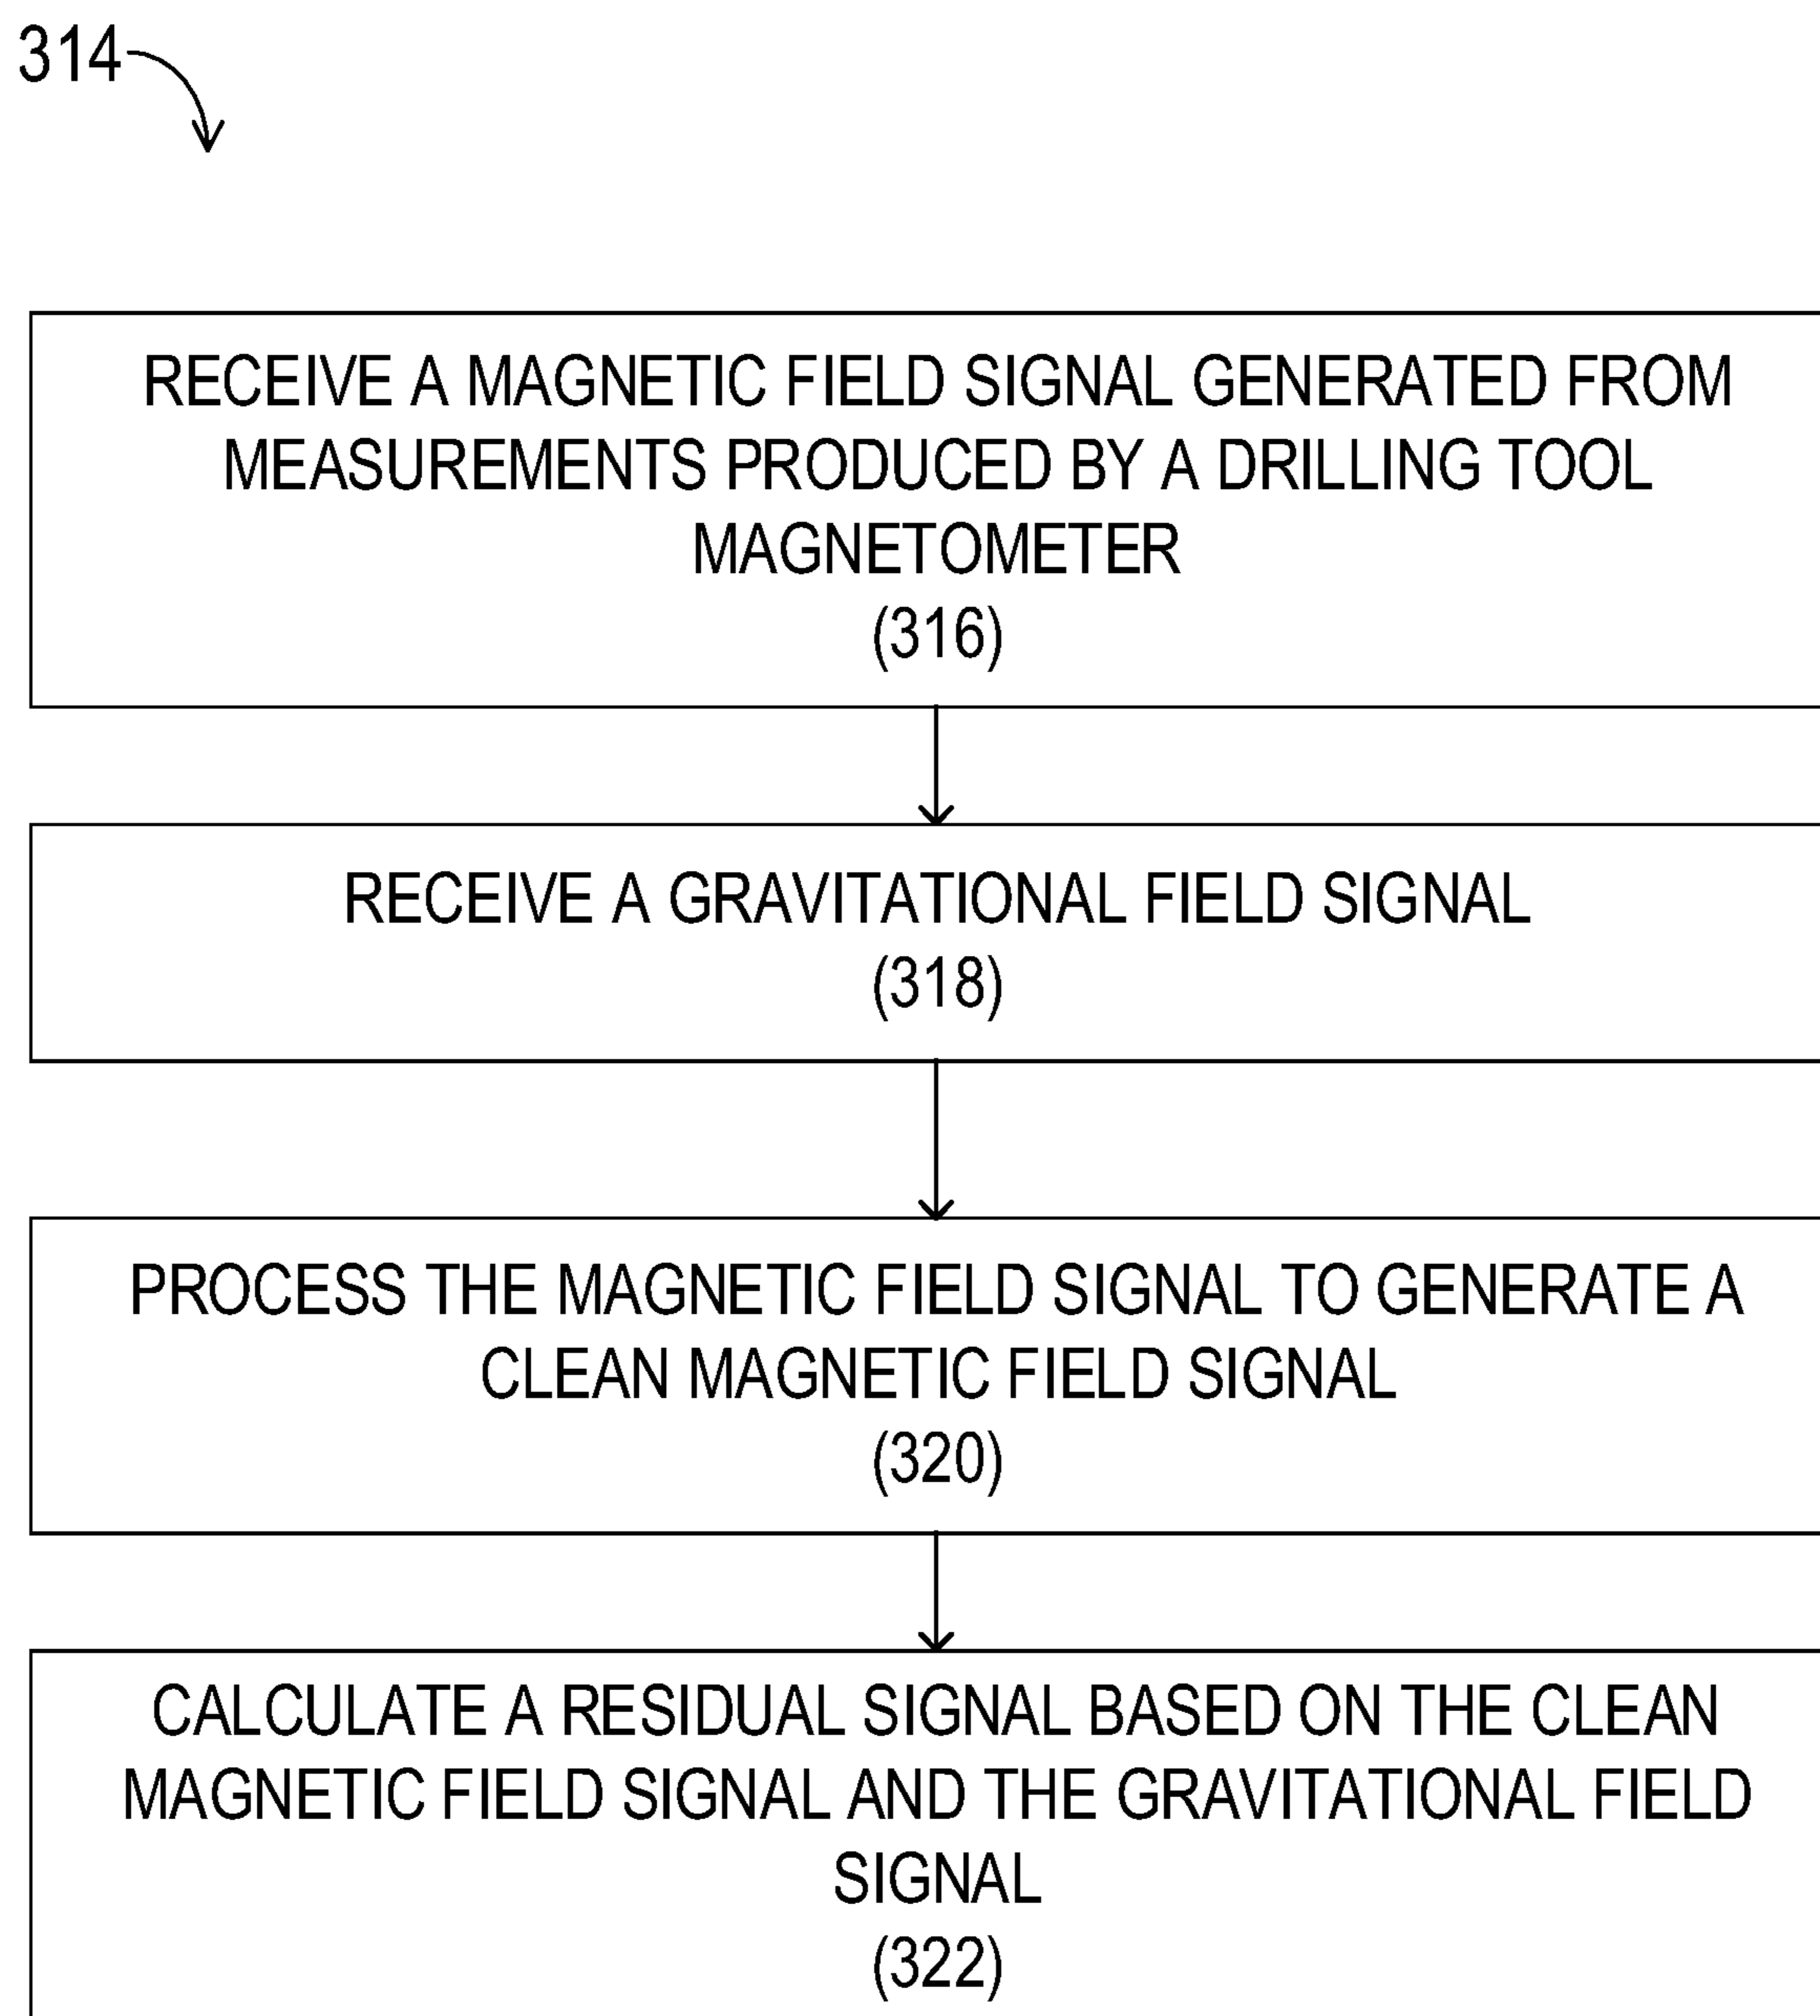 314
RECEIVE A MAGNETIC FIELD SIGNAL GENERATED FROM
MEASUREMENTS PRODUCED BY A DRILLING TOOL
MAGNETOMETER
(316)
RECEIVE A GRAVITATIONAL FIELD SIGNAL
(318)
PROCESS THE MAGNETIC FIELD SIGNAL TO GENERATE A
CLEAN MAGNETIC FIELD SIGNAL
(320)
CALCULATE A RESIDUAL SIGNAL BASED ON THE CLEAN
MAGNETIC FIELD SIGNAL AND THE GRAVITATIONAL FIELD
SIGNAL
(322)